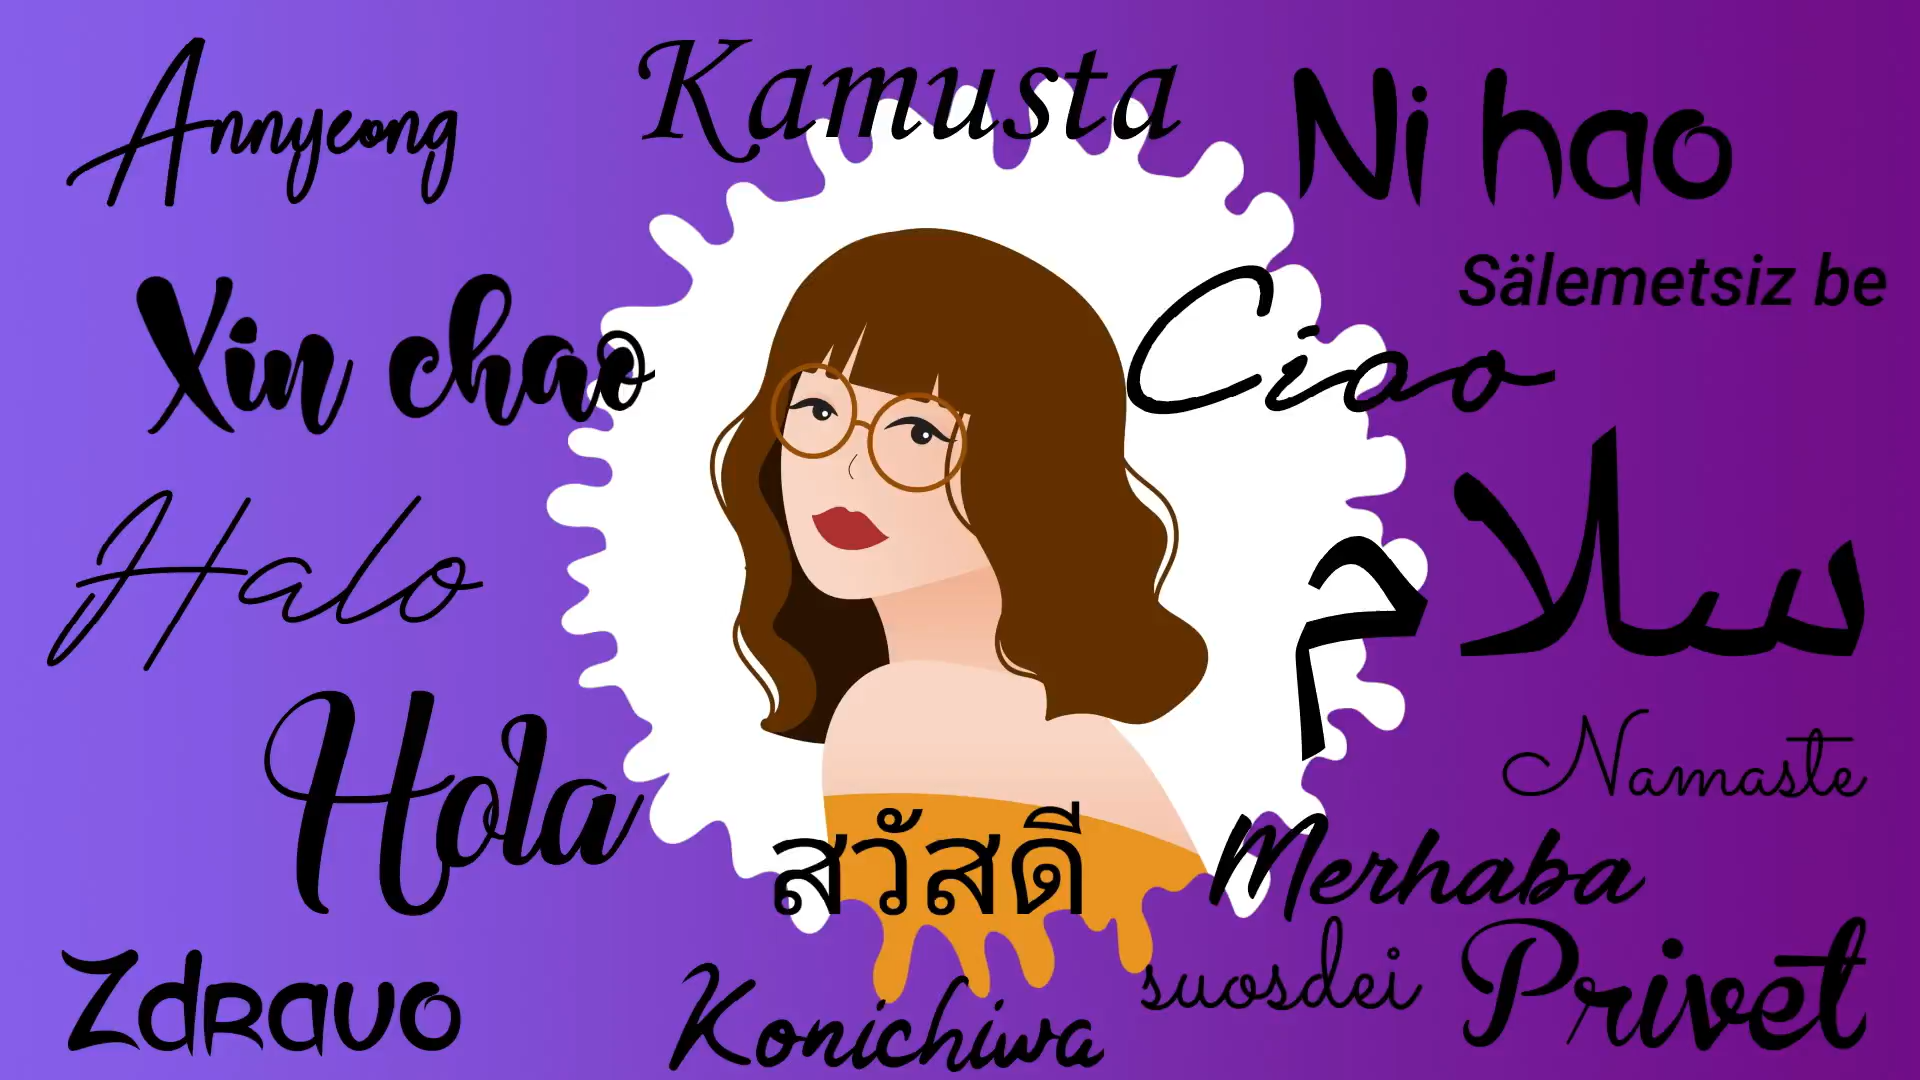 Annyeong
Kamusta
Ni hao
Sälemetsiz be
Xin chao
Ciao
Halo
سلام
Hola
Namaste
สวัสดี
Merhaba
Zdravo
Konichiwa
suosdei
Privet